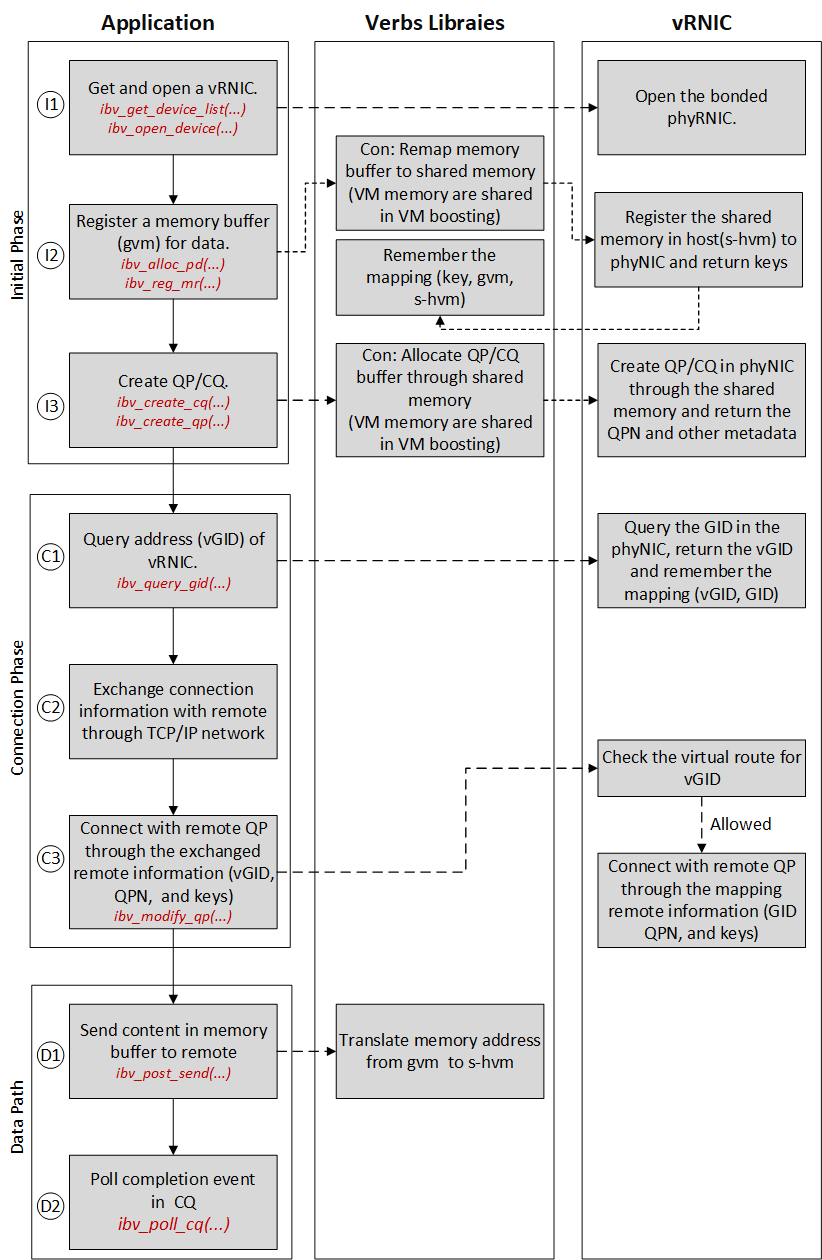 Application
Verbs Libraies
vRNIC
Initial Phase
I1
Get and open a vRNIC.
ibv_get_device_list(...)
ibv_open_device(...)
Open the bonded
phyRNIC.
I2
Register a memory buffer
(gvm) for data.
ibv_alloc_pd(...)
ibv_reg_mr(...)
Con: Remap memory
buffer to shared memory
(VM memory are shared
in VM boosting)
Register the shared
memory in host(s-hvm) to
phyNIC and return keys
Remember the
mapping (key, gvm,
s-hvm)
I3
Create QP/CQ.
ibv_create_cq(...)
ibv_create_qp(...)
Con: Allocate QP/CQ
buffer through shared
memory
(VM memory are shared
in VM boosting)
Create QP/CQ in phyNIC
through the shared
memory and return the
QPN and other metadata
Connection Phase
C1
Query address (vGID) of
vRNIC.
ibv_query_gid(...)
Query the GID in the
phyNIC, return the vGID
and remember the
mapping (vGID, GID)
C2
Exchange connection
information with remote
through TCP/IP network
C3
Connect with remote QP
through the exchanged
remote information (vGID,
QPN, and keys)
ibv_modify_qp(...)
Check the virtual route for
vGID
Allowed
Connect with remote QP
through the mapping
remote information (GID
QPN, and keys)
Data Path
D1
Send content in memory
buffer to remote
ibv_post_send(...)
Translate memory address
from gvm to s-hvm
D2
Poll completion event
in CQ
ibv_poll_cq(...)